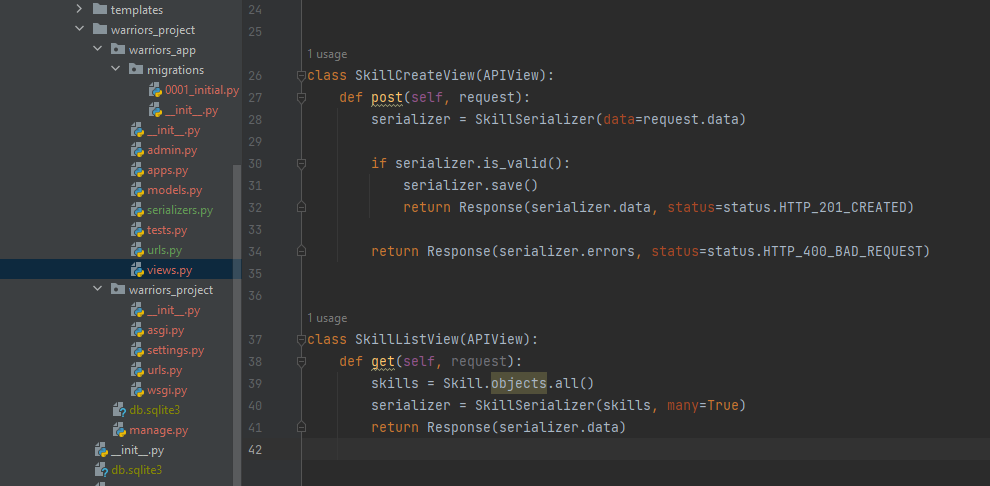 templates
warriors_project
warriors_app
migrations
0001_initial.py
__init__.py
__init__.py
admin.py
apps.py
models.py
serializers.py
tests.py
urls.py
views.py
warriors_project
__init__.py
asgi.py
settings.py
urls.py
wsgi.py
db.sqlite3
manage.py
__init__.py
db.sqlite3
24
25
1 usage
26 class SkillCreateView(APIView):
27 def post(self, request):
28 serializer = SkillSerializer(data=request.data)
29
30 if serializer.is_valid():
31 serializer.save()
32 return Response(serializer.data, status=status.HTTP_201_CREATED)
33
34 return Response(serializer.errors, status=status.HTTP_400_BAD_REQUEST)
35
36
1 usage
37 class SkillListView(APIView):
38 def get(self, request):
39 skills = Skill.objects.all()
40 serializer = SkillSerializer(skills, many=True)
41 return Response(serializer.data)
42